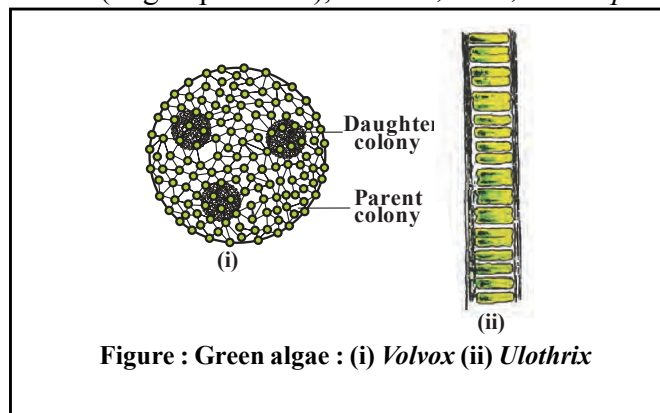 Daughter
colony
Parent
colony
(i)
(ii)
Figure : Green algae : (i) Volvox (ii) Ulothrix